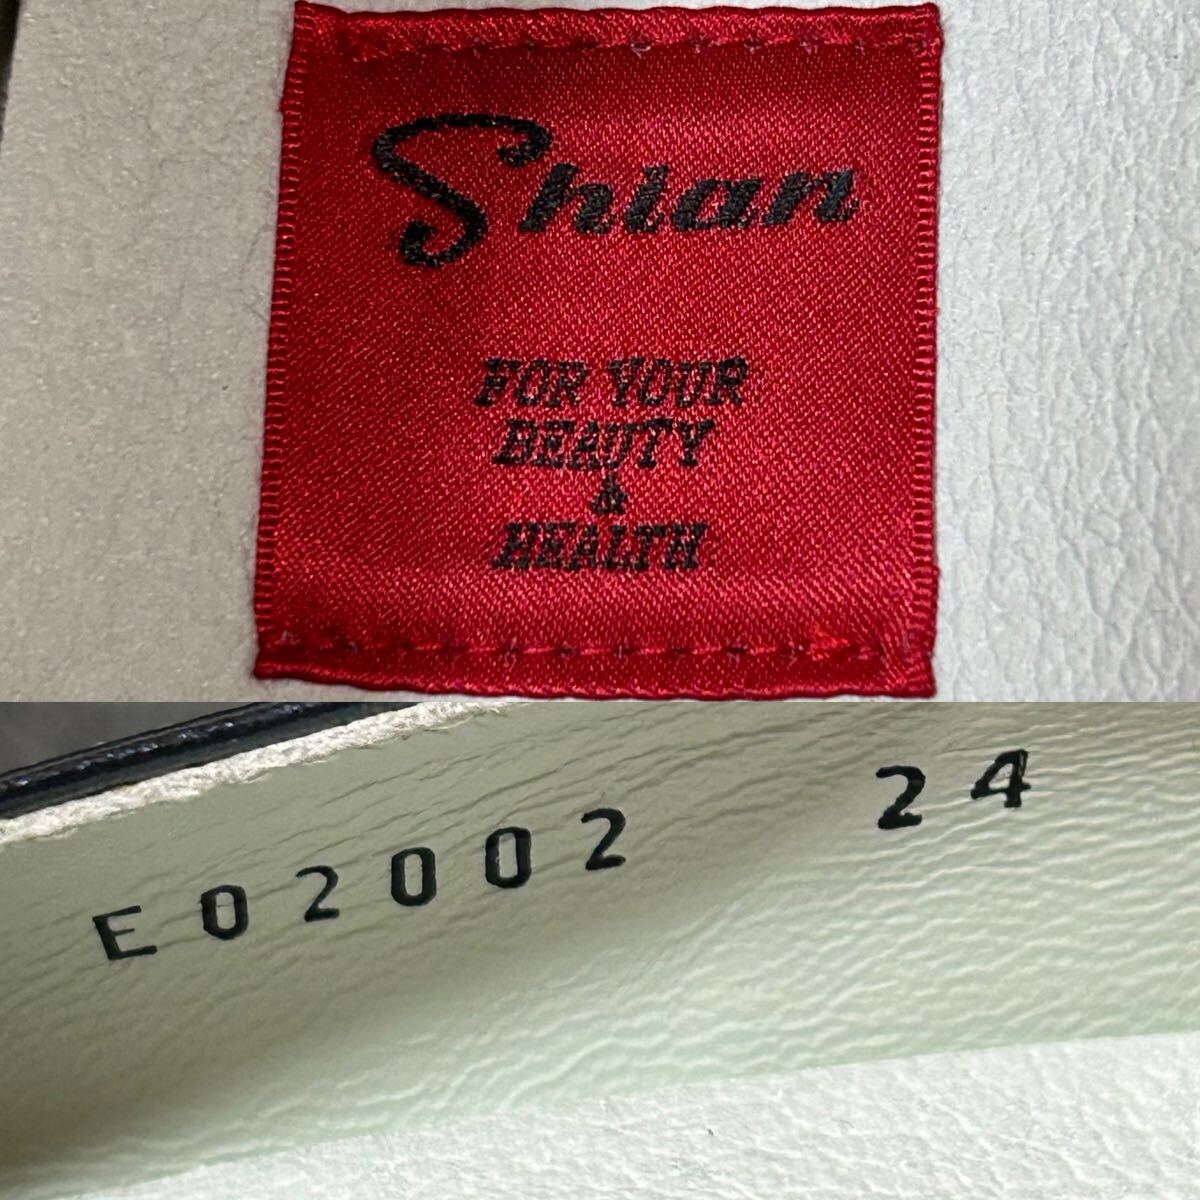 Shian
FOR YOUR
BEAUTY
&
HEALTH
E02002 24